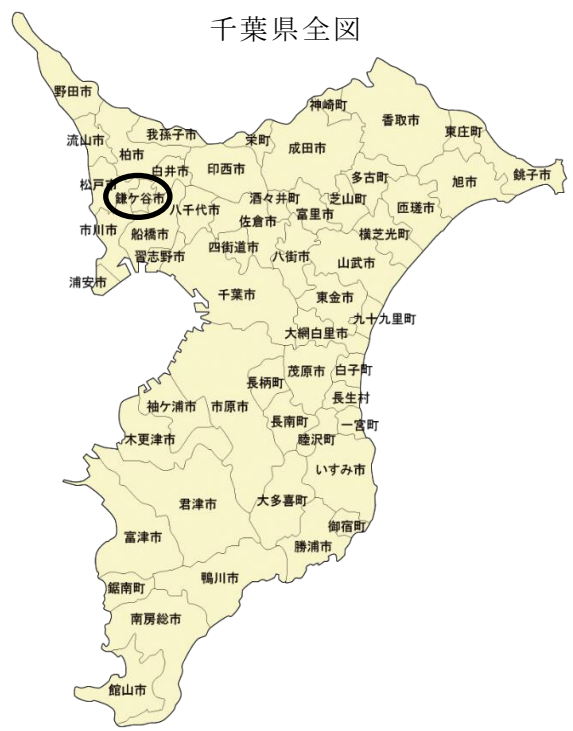 千葉県全図
野田市
神崎町
香取市
東庄町
流山市
我孫子市
栄町
成田市
柏市
白井市
印西市
多古町
旭市
銚子市
松戸市
鎌ケ谷市
八千代市
酒々井町
芝山町
富里市
匝瑳市
佐倉市
市川市
船橋市
横芝光町
四街道市
習志野市
八街市
山武市
浦安市
千葉市
東金市
九十九里町
大網白里市
茂原市
白子町
長柄町
長生村
袖ケ浦市
市原市
長南町
一宮町
木更津市
睦沢町
いすみ市
君津市
大多喜町
御宿町
富津市
勝浦市
鴨川市
鋸南町
南房総市
館山市